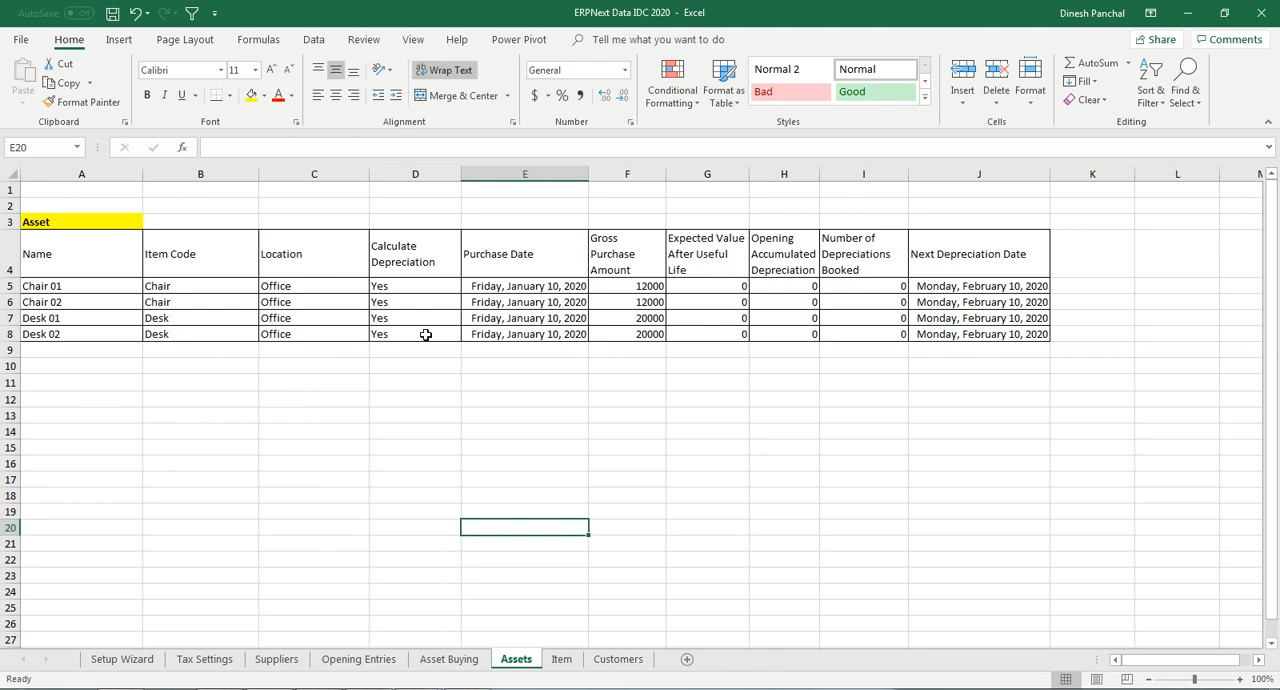 AutoSave Off
ERPNext Data IDC 2020 - Excel
Dinesh Panchal
File Home Insert Page Layout Formulas Data Review View Help Power Pivot Tell me what you want to do Share Comments
Paste
Cut
Copy
Format Painter
Clipboard
Calibri 11
B I U
Font
Wrap Text
Merge & Center
Alignment
General
$ % ,
Number
Conditional Formatting
Format as Table
Normal 2 Normal
Bad Good
Styles
Insert Delete Format
Cells
AutoSum
Fill
Clear
Sort & Filter
Find & Select
Editing
E20 fx
A B C D E F G H I J K L M
1
2
3 Asset
4 Name Item Code Location Calculate Depreciation Purchase Date Gross Purchase Amount Expected Value After Useful Life Opening Accumulated Depreciation Number of Depreciations Booked Next Depreciation Date
5 Chair 01 Chair Office Yes Friday, January 10, 2020 12000 0 0 0 Monday, February 10, 2020
6 Chair 02 Chair Office Yes Friday, January 10, 2020 12000 0 0 0 Monday, February 10, 2020
7 Desk 01 Desk Office Yes Friday, January 10, 2020 20000 0 0 0 Monday, February 10, 2020
8 Desk 02 Desk Office Yes Friday, January 10, 2020 20000 0 0 0 Monday, February 10, 2020
9
10
11
12
13
14
15
16
17
18
19
20
21
22
23
24
25
26
27
Setup Wizard Tax Settings Suppliers Opening Entries Asset Buying Assets Item Customers
Ready 100%